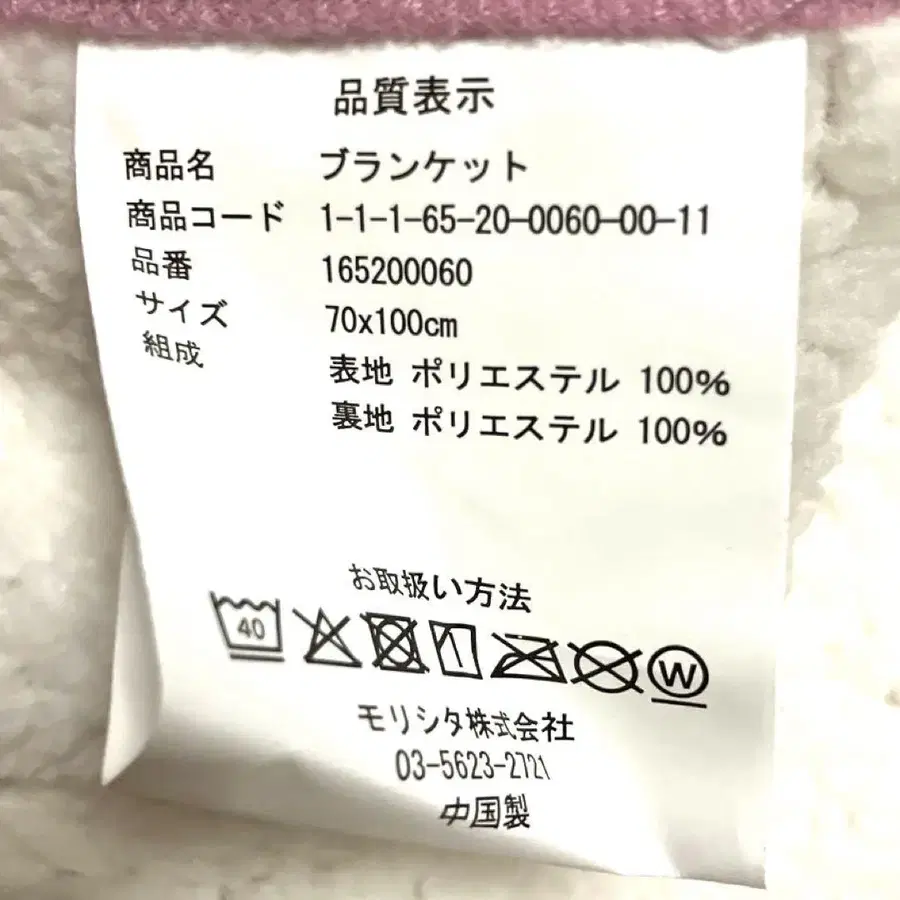 品質表示
商品名 ブランケット
商品コード 1-1-1-65-20-0060-00-11
品番 165200060
サイズ 70x100cm
組成
表地 ポリエステル 100%
裏地 ポリエステル 100%
お取扱い方法
40 W
モリシタ株式会社
03-5623-2721
中国製